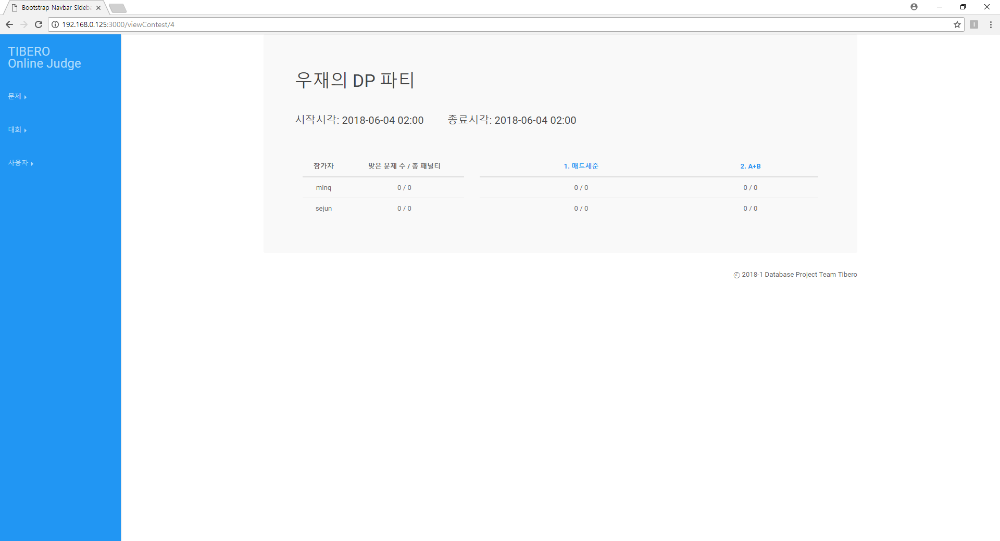 Bootstrap Navbar Sideba
192.168.0.125:3000/viewContest/4
TIBERO
Online Judge
문제
대회
사용자
우재의 DP 파티
시작시각: 2018-06-04 02:00 종료시각: 2018-06-04 02:00
참가자 맞은 문제 수 / 총 패널티 1. 매드세준 2. A+B
minq 0 / 0 0 / 0 0 / 0
sejun 0 / 0 0 / 0 0 / 0
ⓒ 2018-1 Database Project Team Tibero